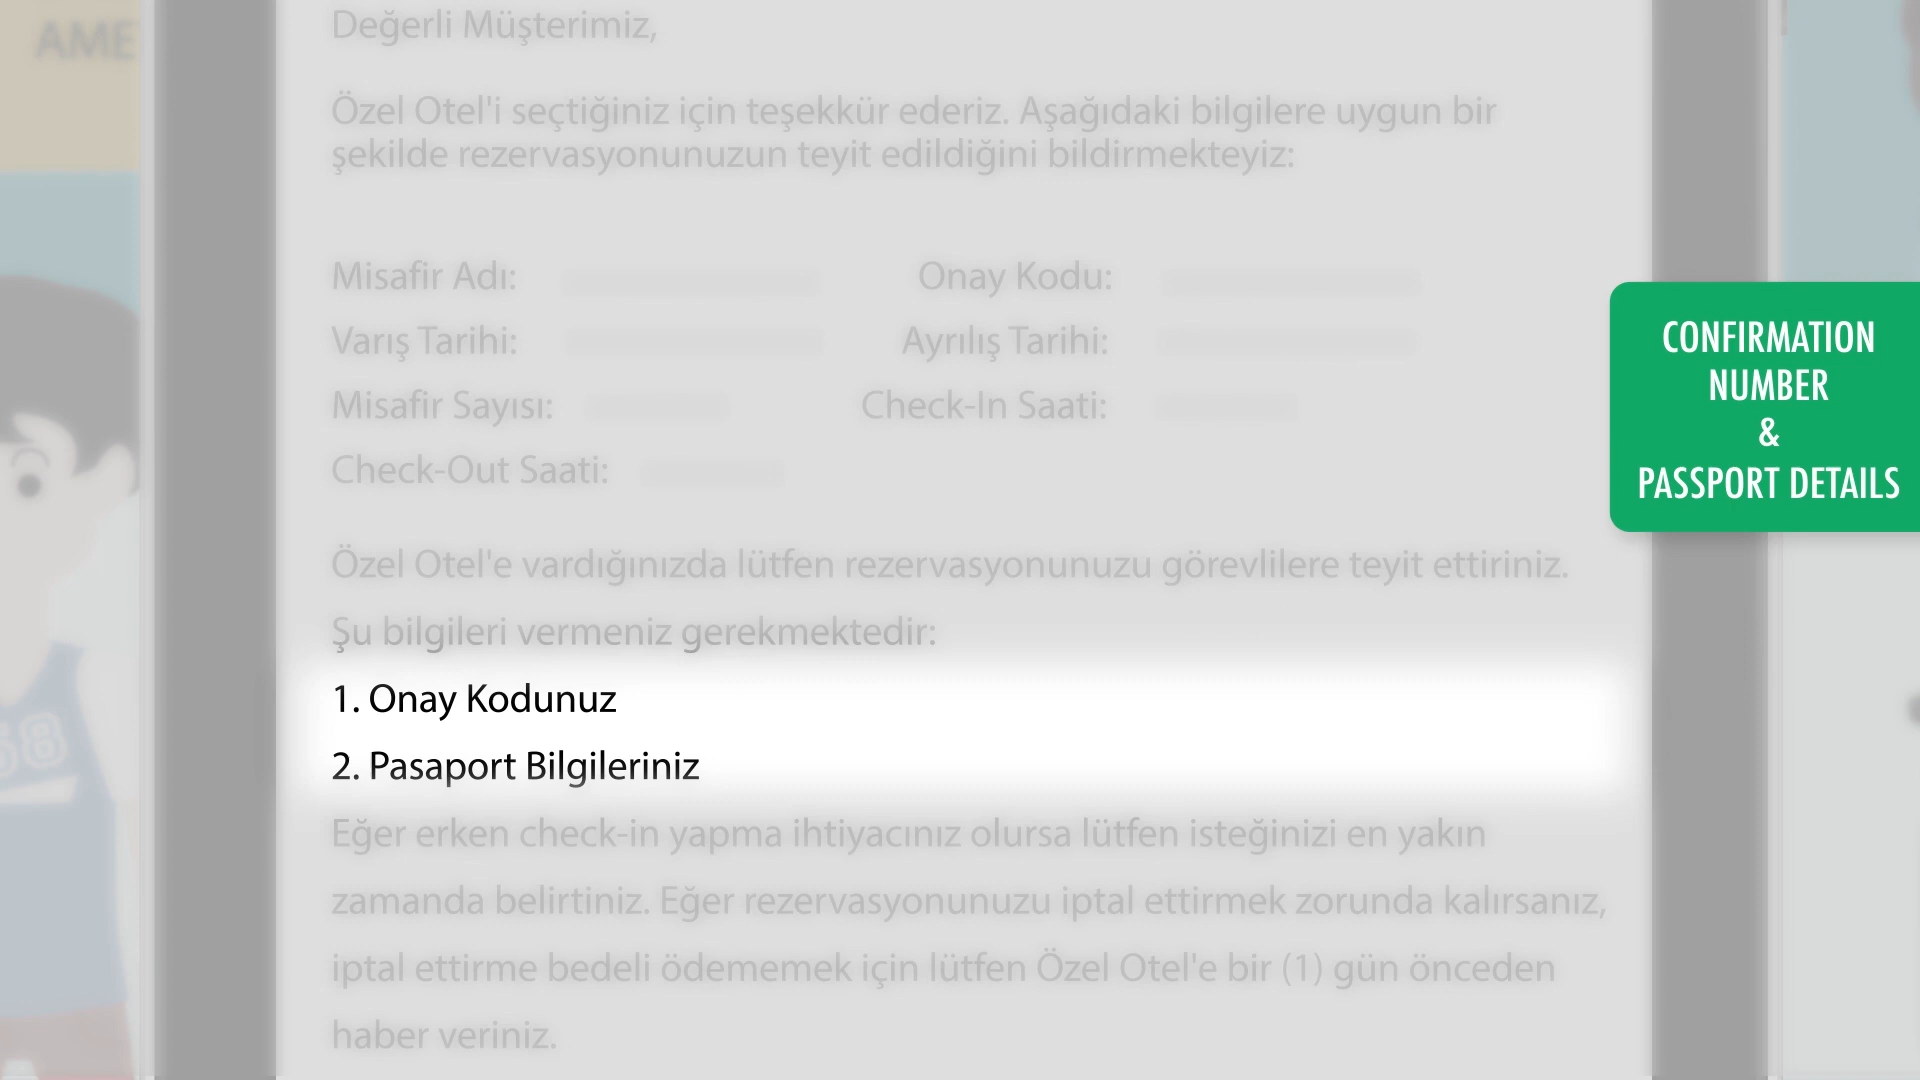 AME
Değerli Müşterimiz,
Özel Otel'i seçtiğiniz için teşekkür ederiz. Aşağıdaki bilgilere uygun bir
şekilde rezervasyonunuzun teyit edildiğini bildirmekteyiz:
Misafir Adı: Onay Kodu:
Varış Tarihi: Ayrılış Tarihi:
Misafir Sayısı: Check-In Saati:
Check-Out Saati:
CONFIRMATION
NUMBER
&
PASSPORT DETAILS
Özel Otel'e vardığınızda lütfen rezervasyonunuzu görevlilere teyit ettiriniz.
Şu bilgileri vermeniz gerekmektedir:
1. Onay Kodunuz
2. Pasaport Bilgileriniz
Eğer erken check-in yapma ihtiyacınız olursa lütfen isteğinizi en yakın
zamanda belirtiniz. Eğer rezervasyonunuzu iptal ettirmek zorunda kalırsanız,
iptal ettirme bedeli ödememek için lütfen Özel Otel'e bir (1) gün önceden
haber veriniz.